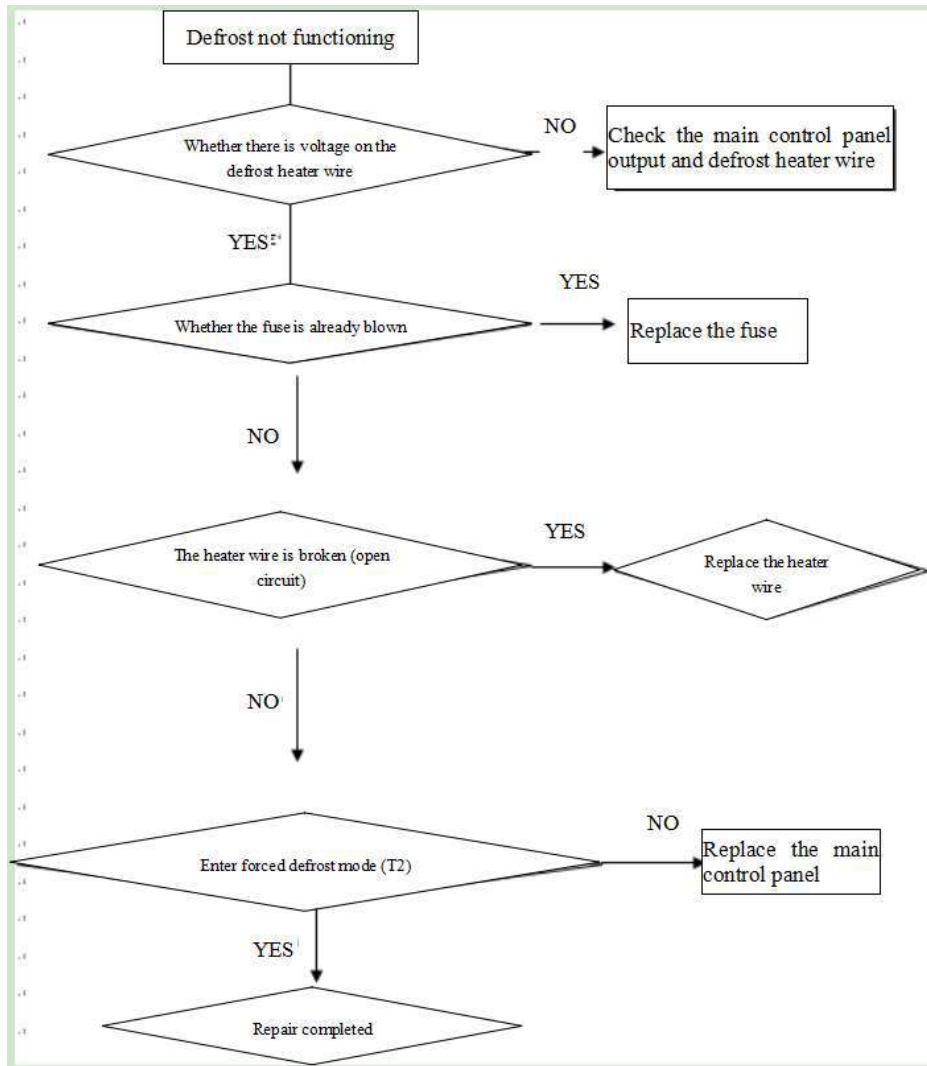 Defrost not functioning
Whether there is voltage on the
defrost heater wire
NO
Check the main control panel
output and defrost heater wire
YES
Whether the fuse is already blown
YES
Replace the fuse
NO
The heater wire is broken (open
circuit)
YES
Replace the heater
wire
NO
Enter forced defrost mode (T2)
NO
Replace the main
control panel
YES
Repair completed